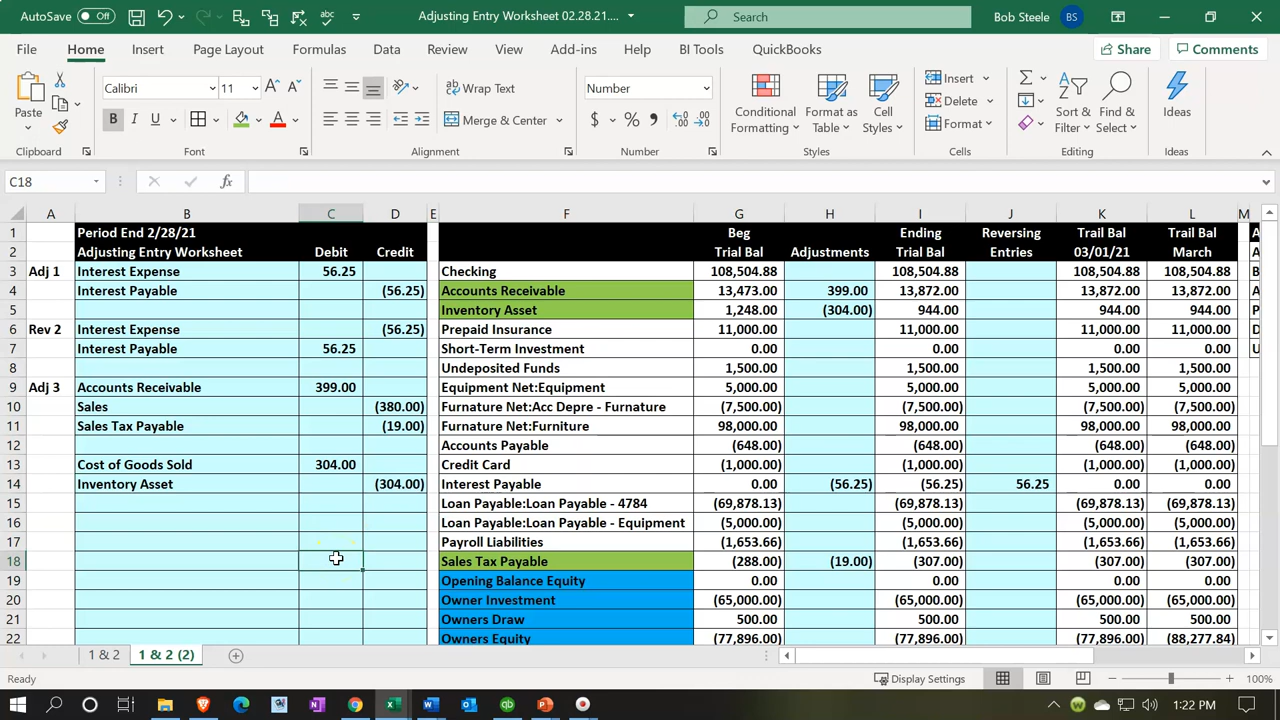 AutoSave Off Adjusting Entry Worksheet 02.28.21.... Search Bob Steele BS
File Home Insert Page Layout Formulas Data Review View Add-ins Help BI Tools QuickBooks Share Comments
Paste Calibri 11 Wrap Text Number Conditional Formatting Format as Table Cell Styles Insert Sort & Filter Find & Select Ideas
B I U Merge & Center $ % Delete
Format
Clipboard Font Alignment Number Styles Cells Editing Ideas
C18 fx
A B C D E F G H I J K L M
1 Period End 2/28/21 Beg Ending Reversing Trail Bal Trail Bal A
2 Adjusting Entry Worksheet Debit Credit Trial Bal Adjustments Trial Bal Entries 03/01/21 March A
3 Adj 1 Interest Expense 56.25 Checking 108,504.88 108,504.88 108,504.88 108,504.88 B
4 Interest Payable (56.25) Accounts Receivable 13,473.00 399.00 13,872.00 13,872.00 13,872.00 A
5 Inventory Asset 1,248.00 (304.00) 944.00 944.00 944.00 P
6 Rev 2 Interest Expense (56.25) Prepaid Insurance 11,000.00 11,000.00 11,000.00 11,000.00 D
7 Interest Payable 56.25 Short-Term Investment 0.00 0.00 0.00 0.00 U
8 Undeposited Funds 1,500.00 1,500.00 1,500.00 1,500.00
9 Adj 3 Accounts Receivable 399.00 Equipment Net:Equipment 5,000.00 5,000.00 5,000.00 5,000.00
10 Sales (380.00) Furnature Net:Acc Depre - Furnature (7,500.00) (7,500.00) (7,500.00) (7,500.00)
11 Sales Tax Payable (19.00) Furnature Net:Furniture 98,000.00 98,000.00 98,000.00 98,000.00
12 Accounts Payable (648.00) (648.00) (648.00) (648.00)
13 Cost of Goods Sold 304.00 Credit Card (1,000.00) (1,000.00) (1,000.00) (1,000.00)
14 Inventory Asset (304.00) Interest Payable 0.00 (56.25) (56.25) 56.25 0.00 0.00
15 Loan Payable:Loan Payable - 4784 (69,878.13) (69,878.13) (69,878.13) (69,878.13)
16 Loan Payable:Loan Payable - Equipment (5,000.00) (5,000.00) (5,000.00) (5,000.00)
17 Payroll Liabilities (1,653.66) (1,653.66) (1,653.66) (1,653.66)
18 Sales Tax Payable (288.00) (19.00) (307.00) (307.00) (307.00)
19 Opening Balance Equity 0.00 0.00 0.00 0.00
20 Owner Investment (65,000.00) (65,000.00) (65,000.00) (65,000.00)
21 Owners Draw 500.00 500.00 500.00 500.00
22 Owners Equity (77,896.00) (77,896.00) (77,896.00) (88,277.84)
1 & 2 1 & 2 (2)
Ready Display Settings 100%
1:22 PM